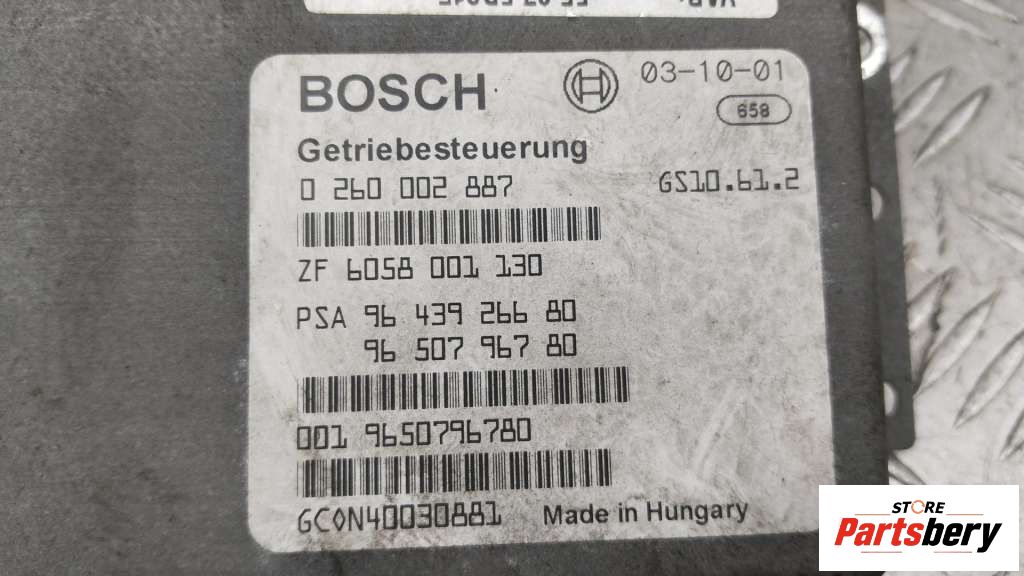 BOSCH
03-10-01
658
Getriebesteuerung
0 260 002 887
GS10.61.2
ZF 6058 001 130
PSA 96 439 266 80
96 507 967 80
001 9650796780
GC0N40030881
Made in Hungary
STORE
Partsbery